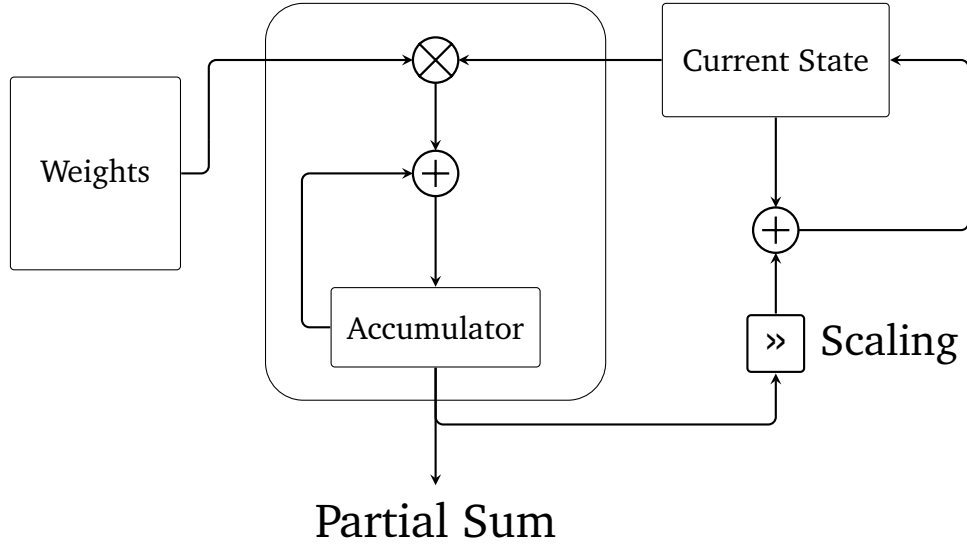 Current State
Weights
Accumulator
»
Scaling
Partial Sum